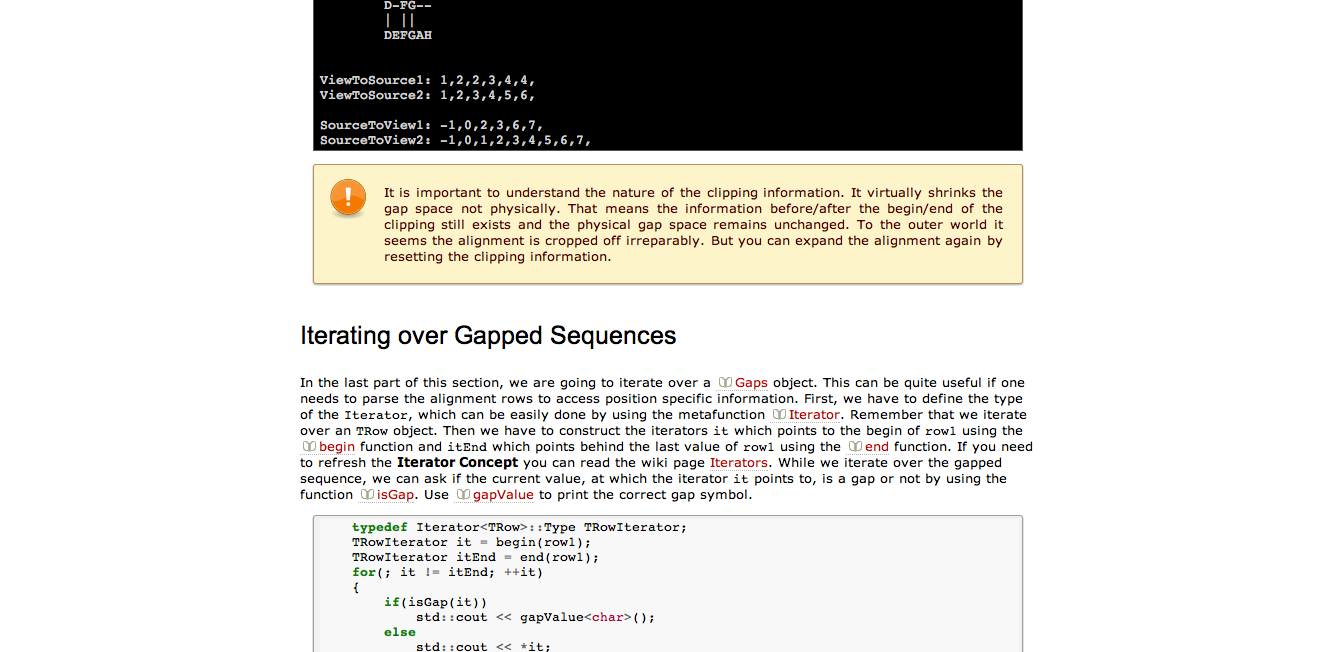 D-FG--
| ||
DEFGAH
ViewToSource1: 1,2,2,3,4,4,
ViewToSource2: 1,2,3,4,5,6,
SourceToView1: -1,0,2,3,6,7,
SourceToView2: -1,0,1,2,3,4,5,6,7,
It is important to understand the nature of the clipping information. It virtually shrinks the
gap space not physically. That means the information before/after the begin/end of the
clipping still exists and the physical gap space remains unchanged. To the outer world it
seems the alignment is cropped off irreparably. But you can expand the alignment again by
resetting the clipping information.
Iterating over Gapped Sequences
In the last part of this section, we are going to iterate over a Gaps object. This can be quite useful if one
needs to parse the alignment rows to access position specific information. First, we have to define the type
of the Iterator, which can be easily done by using the metafunction Iterator. Remember that we iterate
over an TRow object. Then we have to construct the iterators it which points to the begin of row1 using the
begin function and itEnd which points behind the last value of row1 using the end function. If you need
to refresh the Iterator Concept you can read the wiki page Iterators. While we iterate over the gapped
sequence, we can ask if the current value, at which the iterator it points to, is a gap or not by using the
function isGap. Use gapValue to print the correct gap symbol.
typedef Iterator<TRow>::Type TRowIterator;
TRowIterator it = begin(row1);
TRowIterator itEnd = end(row1);
for(; it != itEnd; ++it)
{
if(isGap(it))
std::cout << gapValue<char>();
else
std::cout << *it;